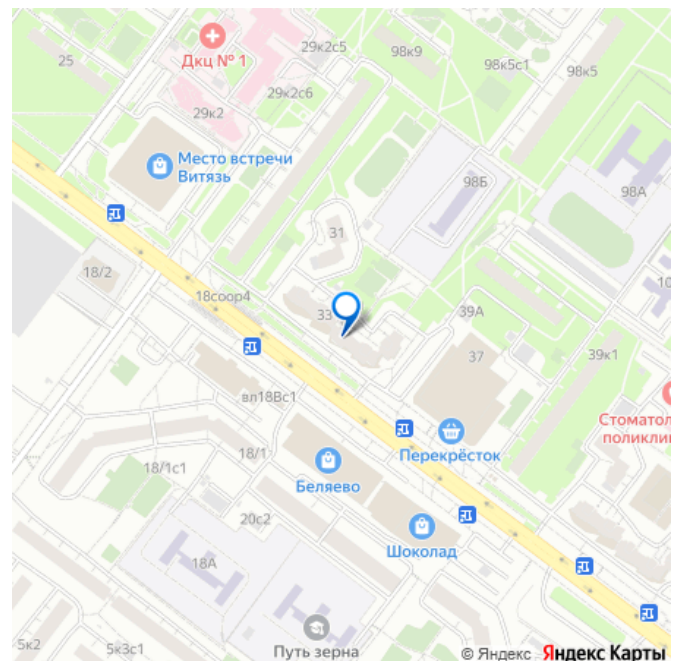 25
Дкц № 1
29к2с5
98к9
98к5с1
98к5
29к2с6
29к2
Место встречи
Витязь
98Б
98А
31
18/2
18соор4
33
39А
10
37
39к1
вл18Вс1
Стоматол
поликли
Перекрёсток
18/1
18/1с1
Беляево
20с2
Шоколад
18А
5к2
5к3с1
Путь зерна
© Яндекс Яндекс Карты